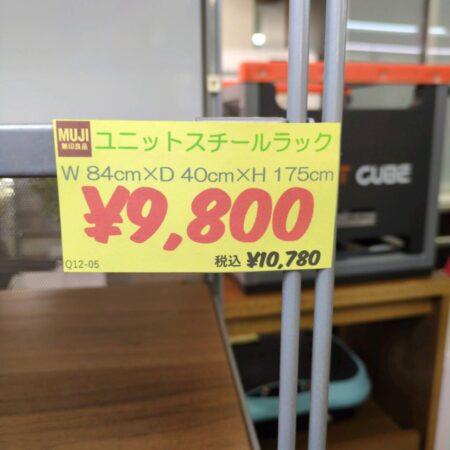 MUJI
無印良品
ユニットスチールラック
W 84cm×D 40cm×H 175cm
¥9,800
Q12-05
税込 ¥10,780
CUBE